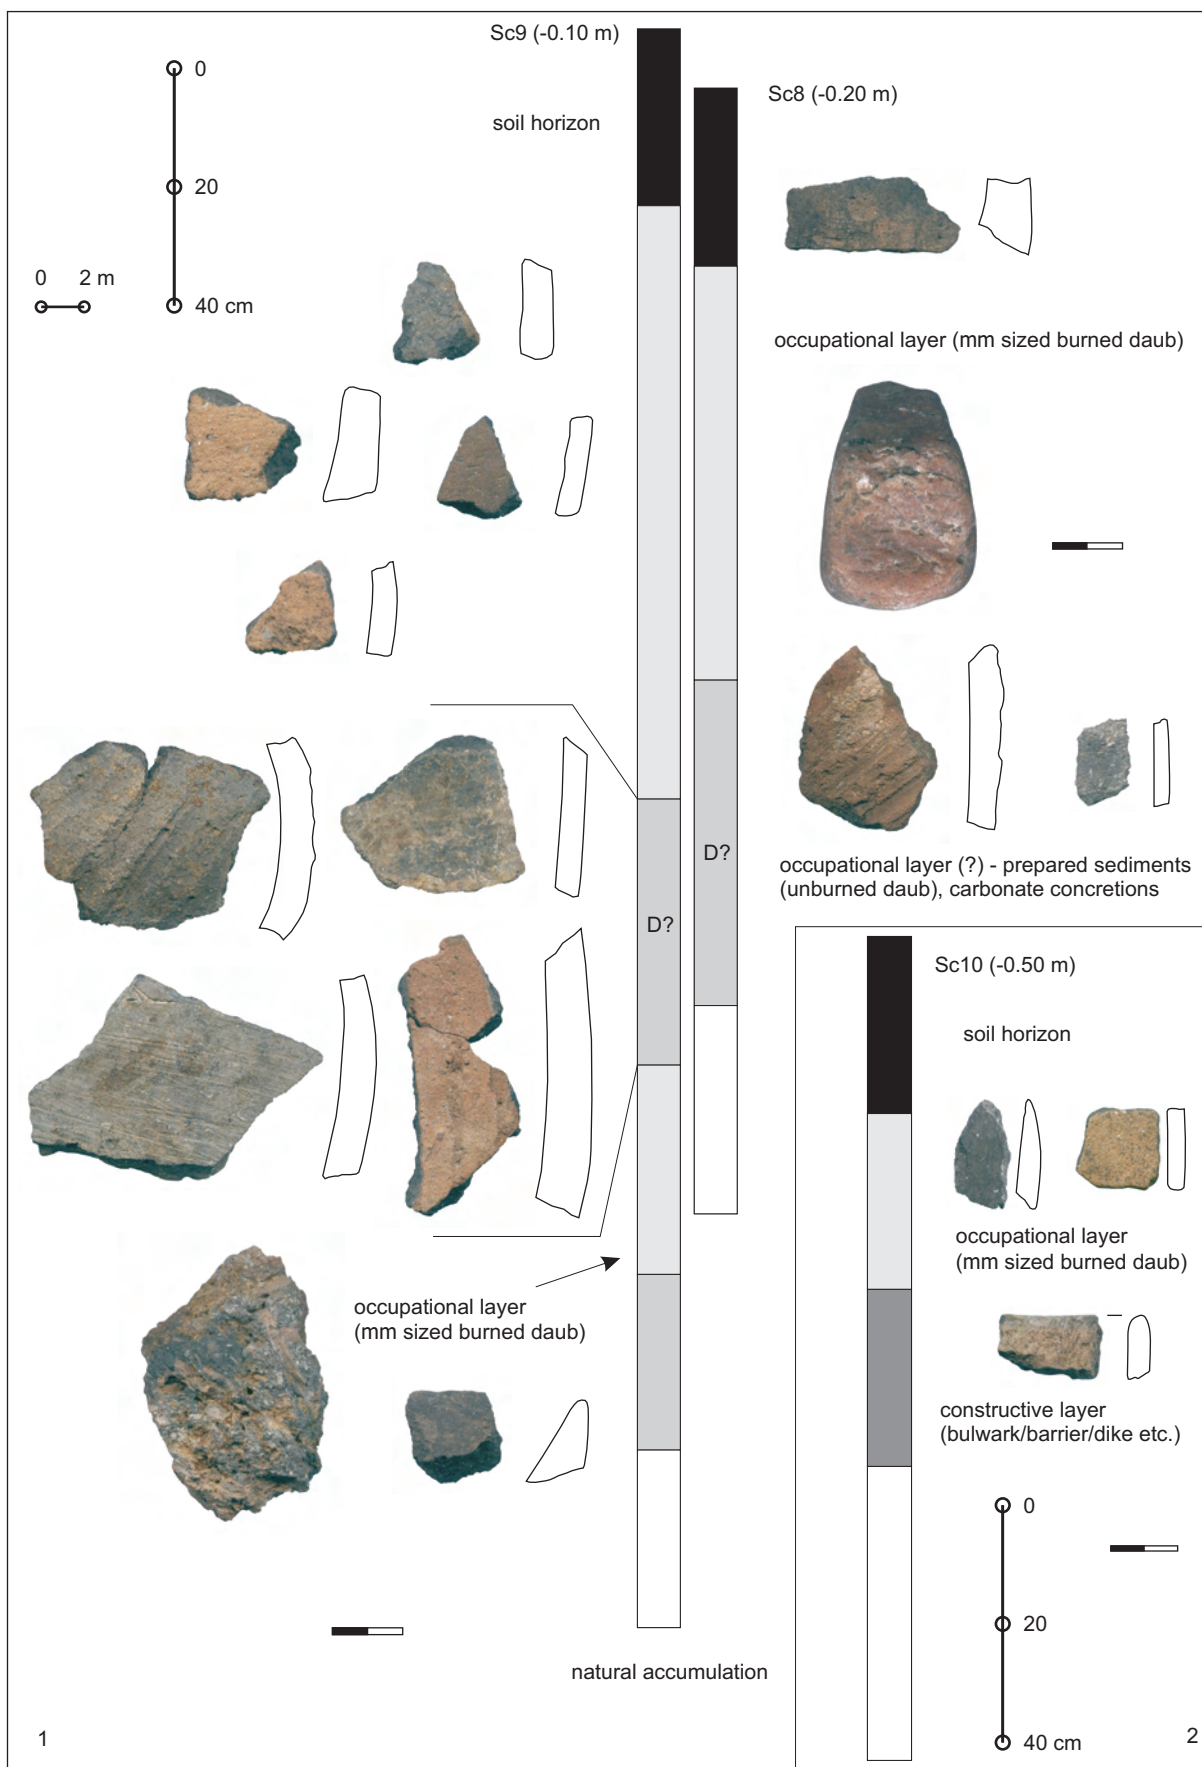 Sc9 (-0.10 m)
0
20
40 cm
0 2 m
soil horizon
Sc8 (-0.20 m)
occupational layer (mm sized burned daub)
D?
D?
occupational layer (?) - prepared sediments
(unburned daub), carbonate concretions
occupational layer
(mm sized burned daub)
natural accumulation
1
Sc10 (-0.50 m)
soil horizon
occupational layer
(mm sized burned daub)
constructive layer
(bulwark/barrier/dike etc.)
0
20
40 cm
2